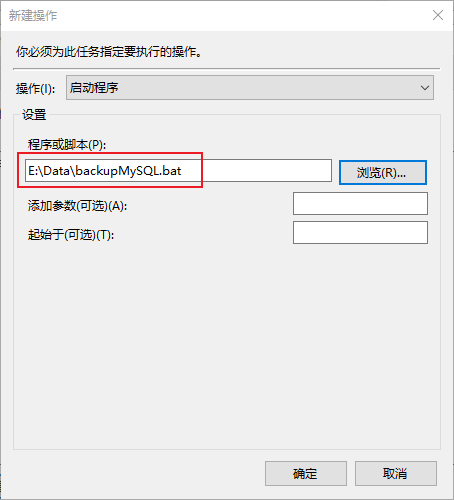 新建操作
你必须为此任务指定要执行的操作。
操作(I): 启动程序
设置
程序或脚本(P):
E:\Data\backupMySQL.bat 浏览(R)...
添加参数(可选)(A):
起始于(可选)(T):
确定 取消